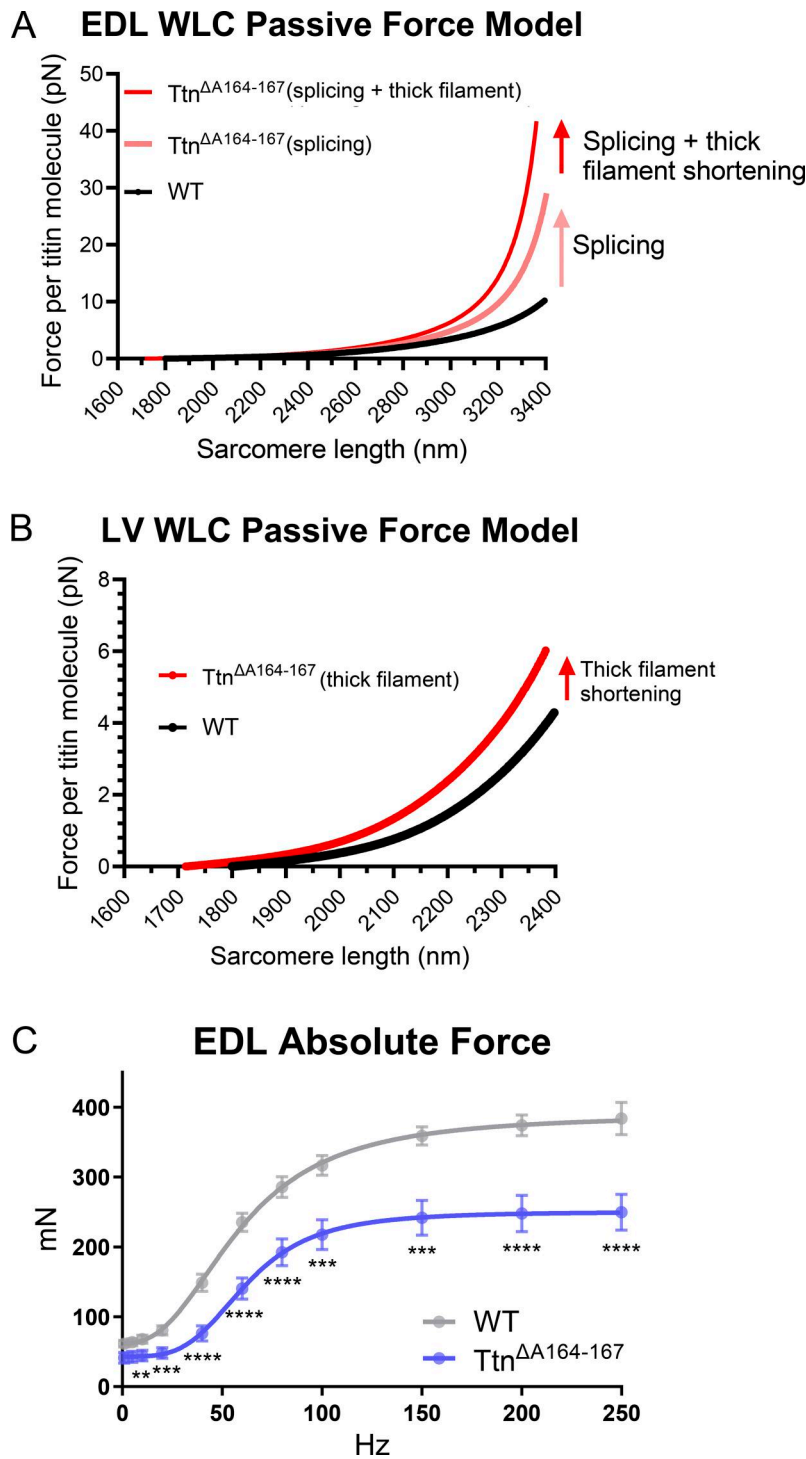 A EDL WLC Passive Force Model
Force per titin molecule (pN)
50
40
30
20
10
0
Ttn^ΔA164-167 (splicing + thick filament)
Ttn^ΔA164-167 (splicing)
WT
Splicing + thick
filament shortening
Splicing
1600 1800 2000 2200 2400 2600 2800 3000 3200 3400
Sarcomere length (nm)
B LV WLC Passive Force Model
Force per titin molecule (pN)
8
6
4
2
0
Ttn^ΔA164-167 (thick filament)
WT
Thick filament
shortening
1600 1700 1800 1900 2000 2100 2200 2300 2400
Sarcomere length (nm)
C EDL Absolute Force
mN
400
300
200
100
0
** *** **** **** **** *** *** **** ****
WT
Ttn^ΔA164-167
0 50 100 150 200 250
Hz